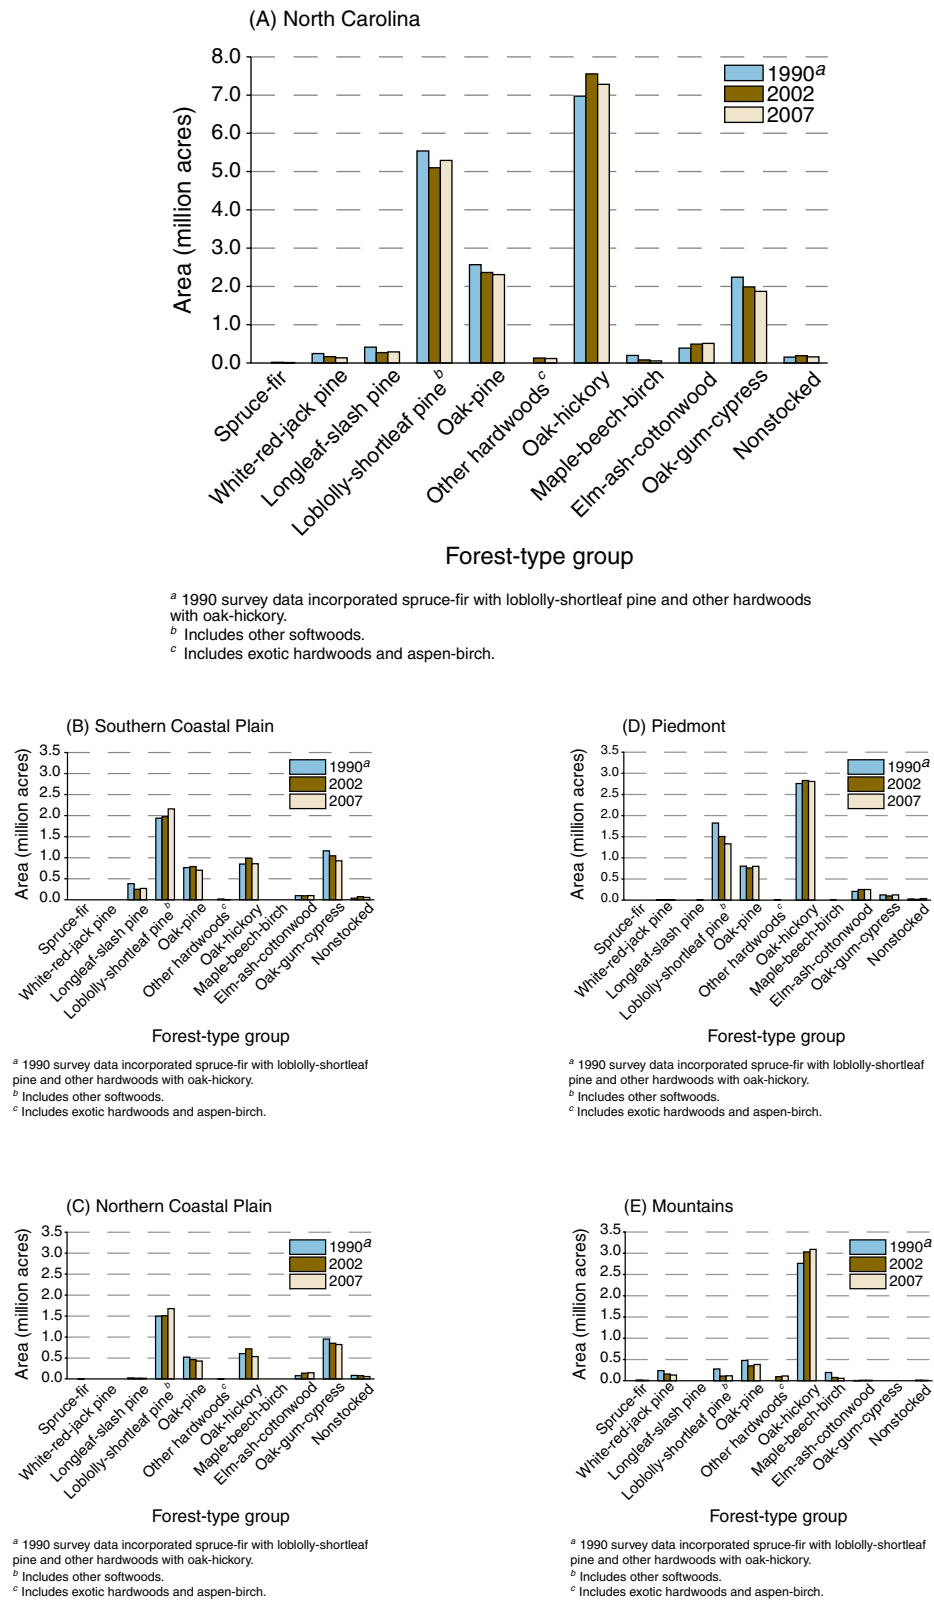 (A) North Carolina
Area (million acres)
8.0
7.0
6.0
5.0
4.0
3.0
2.0
1.0
0.0
1990a
2002
2007
Spruce-fir
White-red-jack pine
Longleaf-slash pine
Loblolly-shortleaf pine b
Oak-pine
Other hardwoods c
Oak-hickory
Maple-beech-birch
Elm-ash-cottonwood
Oak-gum-cypress
Nonstocked
Forest-type group
a 1990 survey data incorporated spruce-fir with loblolly-shortleaf pine and other hardwoods
with oak-hickory.
b Includes other softwoods.
c Includes exotic hardwoods and aspen-birch.
(B) Southern Coastal Plain
Area (million acres)
3.5
3.0
2.5
2.0
1.5
1.0
0.5
0.0
1990a
2002
2007
Spruce-fir
White-red-jack pine
Longleaf-slash pine
Loblolly-shortleaf pine b
Oak-pine
Other hardwoods c
Oak-hickory
Maple-beech-birch
Elm-ash-cottonwood
Oak-gum-cypress
Nonstocked
Forest-type group
a 1990 survey data incorporated spruce-fir with loblolly-shortleaf
pine and other hardwoods with oak-hickory.
b Includes other softwoods.
c Includes exotic hardwoods and aspen-birch.
(D) Piedmont
Area (million acres)
3.5
3.0
2.5
2.0
1.5
1.0
0.5
0.0
1990a
2002
2007
Spruce-fir
White-red-jack pine
Longleaf-slash pine
Loblolly-shortleaf pine b
Oak-pine
Other hardwoods c
Oak-hickory
Maple-beech-birch
Elm-ash-cottonwood
Oak-gum-cypress
Nonstocked
Forest-type group
a 1990 survey data incorporated spruce-fir with loblolly-shortleaf
pine and other hardwoods with oak-hickory.
b Includes other softwoods.
c Includes exotic hardwoods and aspen-birch.
(C) Northern Coastal Plain
Area (million acres)
3.5
3.0
2.5
2.0
1.5
1.0
0.5
0.0
1990a
2002
2007
Spruce-fir
White-red-jack pine
Longleaf-slash pine
Loblolly-shortleaf pine b
Oak-pine
Other hardwoods c
Oak-hickory
Maple-beech-birch
Elm-ash-cottonwood
Oak-gum-cypress
Nonstocked
Forest-type group
a 1990 survey data incorporated spruce-fir with loblolly-shortleaf
pine and other hardwoods with oak-hickory.
b Includes other softwoods.
c Includes exotic hardwoods and aspen-birch.
(E) Mountains
Area (million acres)
3.5
3.0
2.5
2.0
1.5
1.0
0.5
0.0
1990a
2002
2007
Spruce-fir
White-red-jack pine
Longleaf-slash pine
Loblolly-shortleaf pine b
Oak-pine
Other hardwoods c
Oak-hickory
Maple-beech-birch
Elm-ash-cottonwood
Oak-gum-cypress
Nonstocked
Forest-type group
a 1990 survey data incorporated spruce-fir with loblolly-shortleaf
pine and other hardwoods with oak-hickory.
b Includes other softwoods.
c Includes exotic hardwoods and aspen-birch.